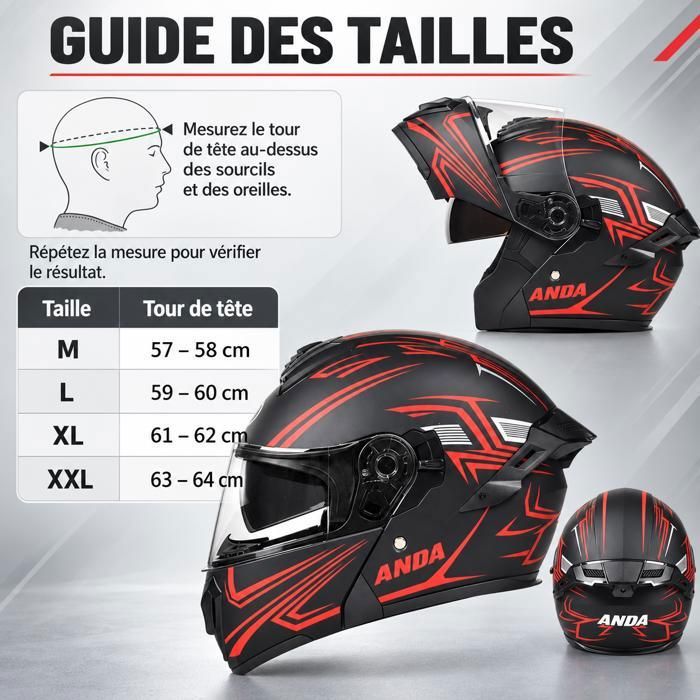 GUIDE DES TAILLES
Mesurez le tour
de tête au-dessus
des sourcils
et des oreilles.
Répétez la mesure pour vérifier
le résultat.
Taille Tour de tête
M 57 – 58 cm
L 59 – 60 cm
XL 61 – 62 cm
XXL 63 – 64 cm
ANDA
ANDA
ANDA